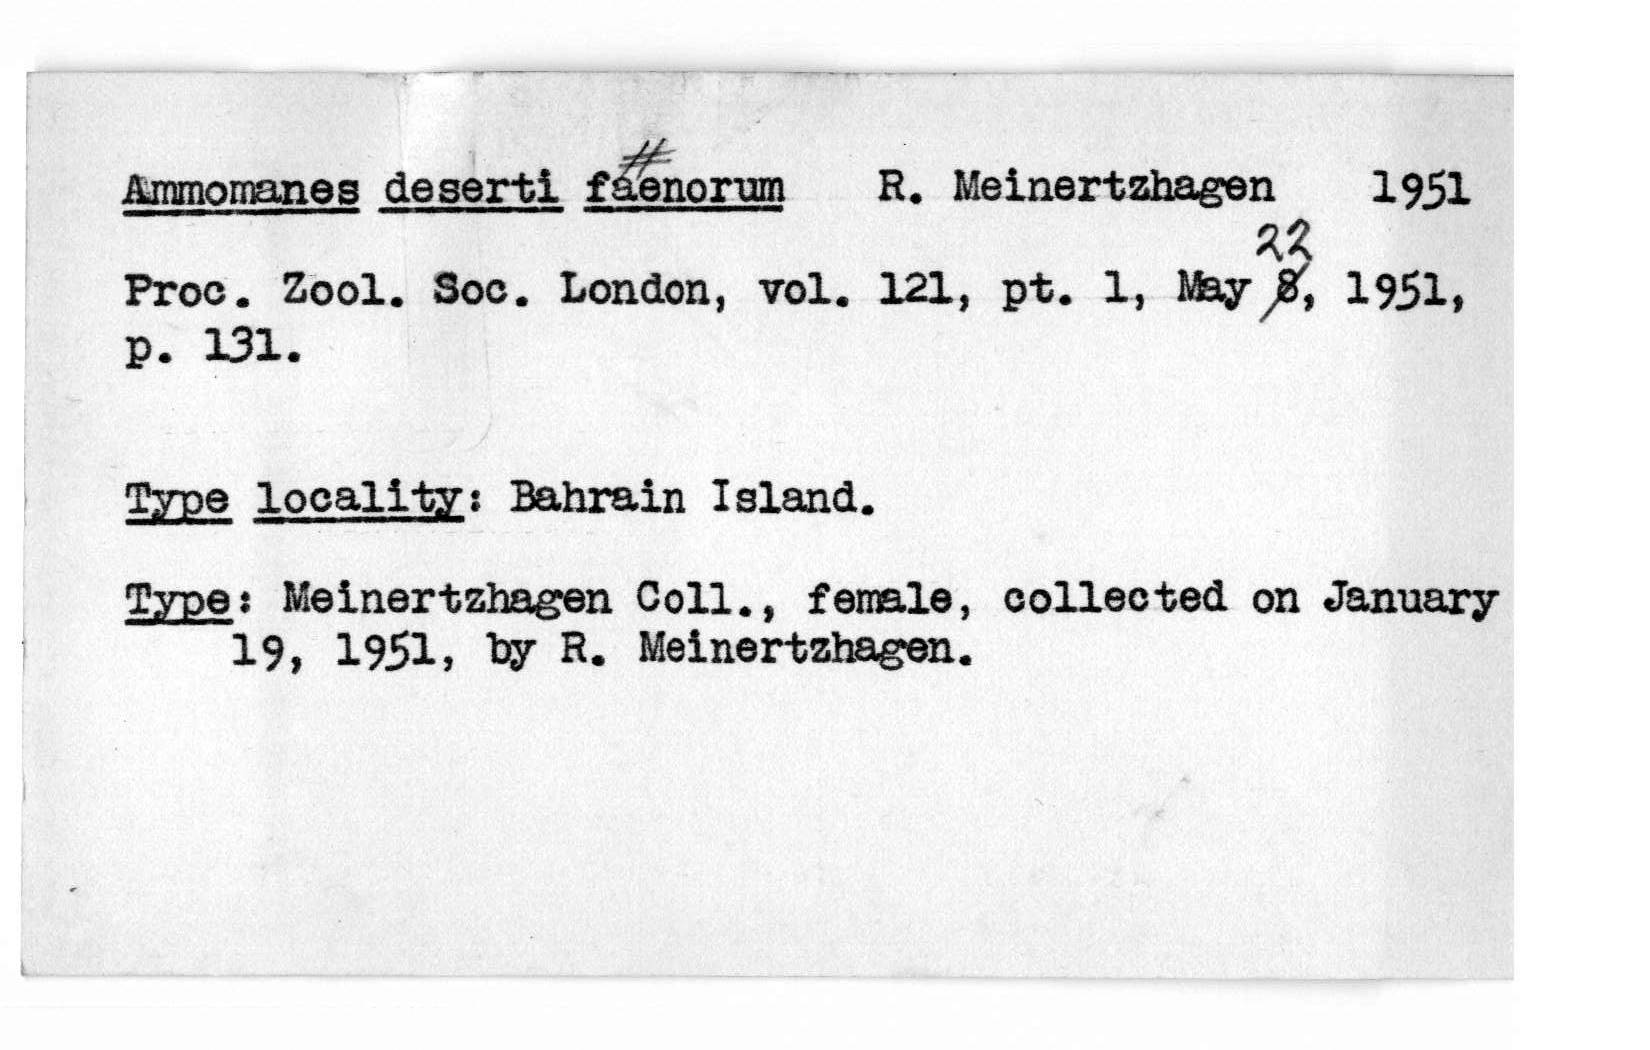 #
Ammomanes deserti faenorum R. Meinertzhagen 1951
22
Proc. Zool. Soc. London, vol. 121, pt. 1, May 8, 1951,
p. 131.
Type locality: Bahrain Island.
Type: Meinertzhagen Coll., female, collected on January
19, 1951, by R. Meinertzhagen.